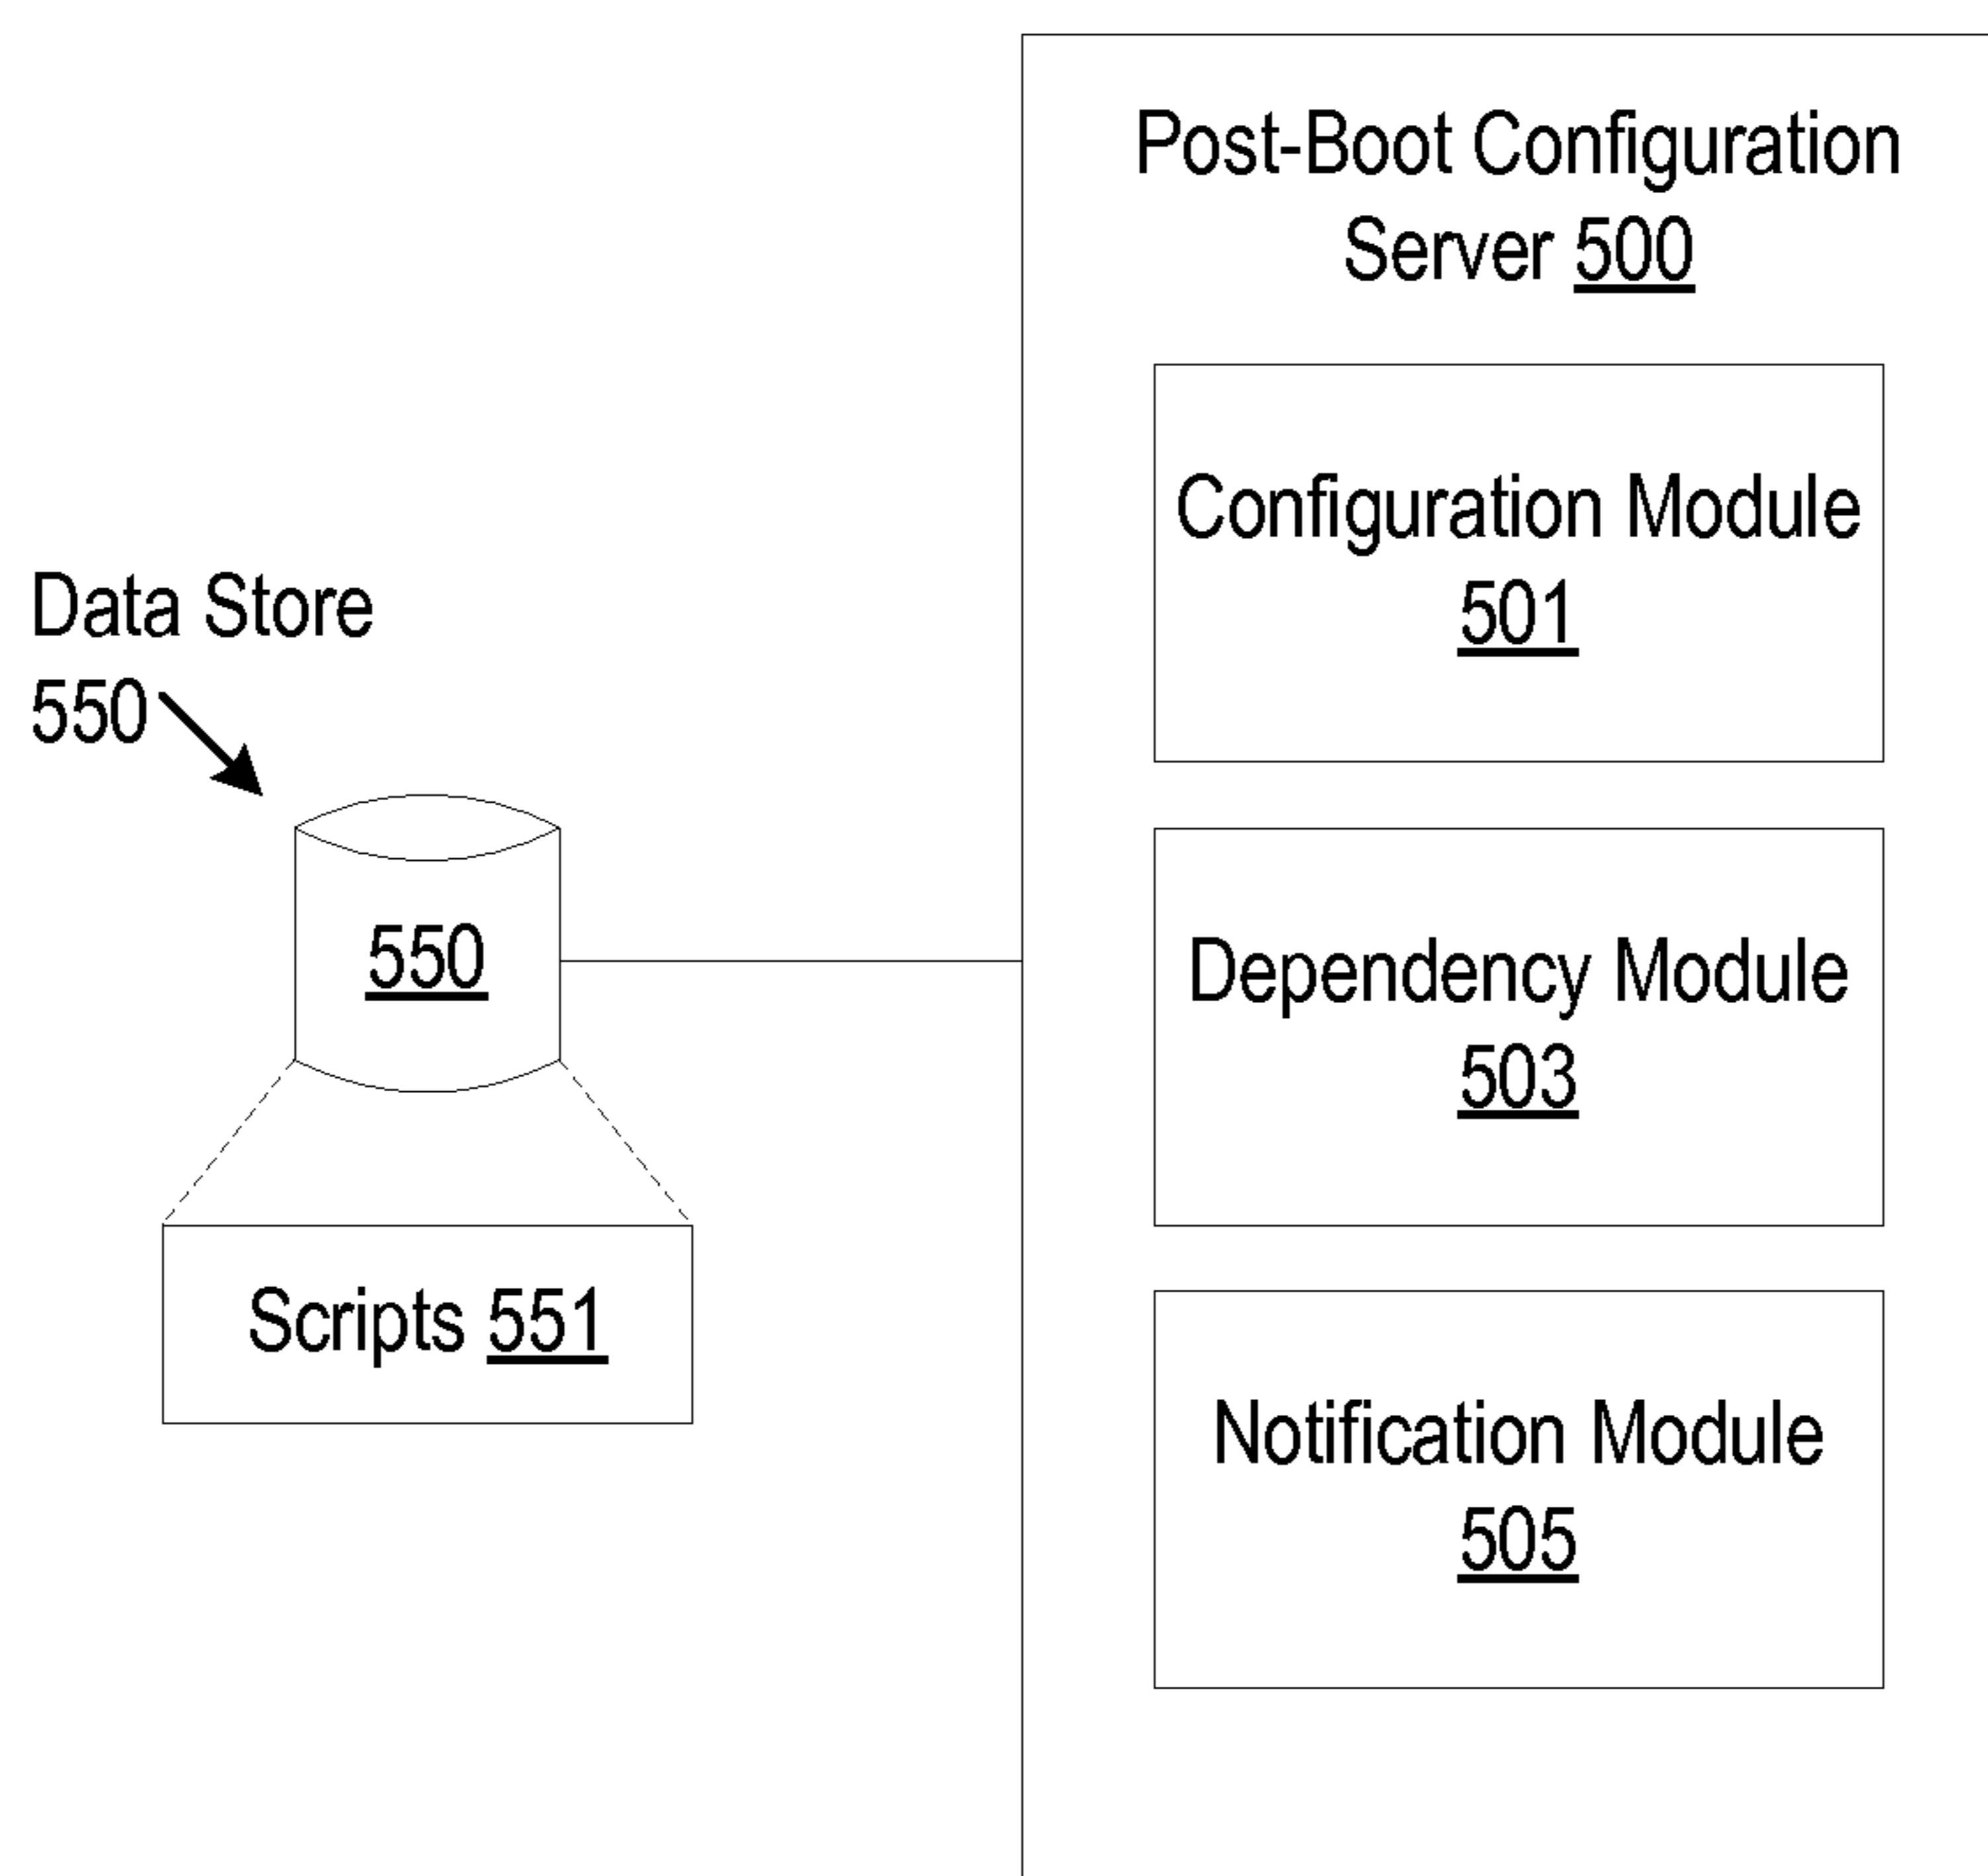 Post-Boot Configuration
Server 500
Configuration Module
501
Data Store
550
550
Dependency Module
503
Scripts 551
Notification Module
505